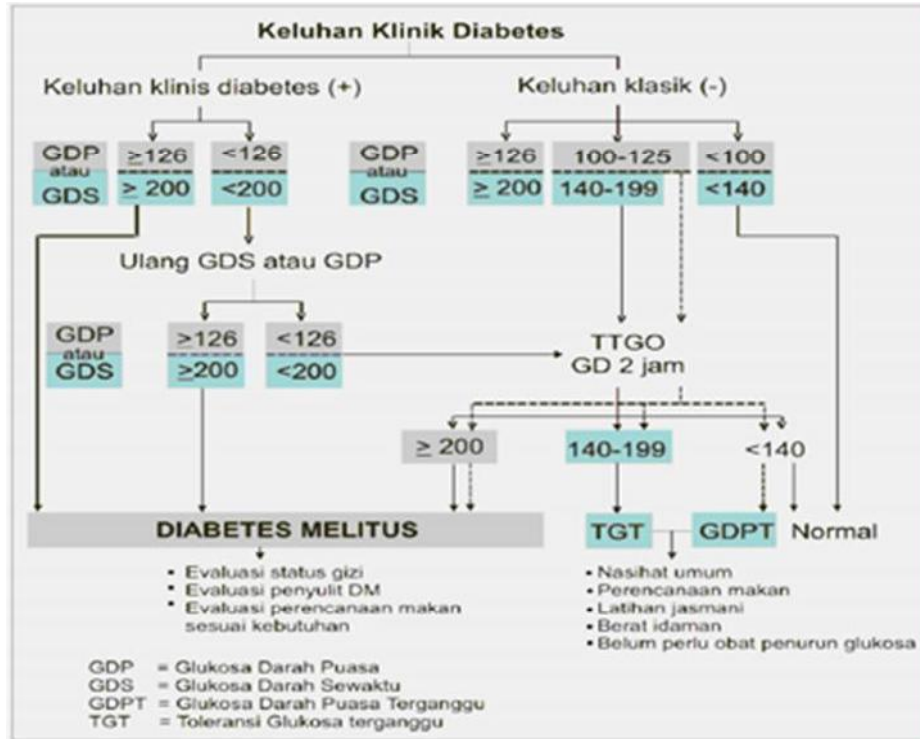 Keluhan Klinik Diabetes
Keluhan klinis diabetes (+)
Keluhan klasik (-)
GDP
atau
GDS
≥126
≥ 200
<126
<200
GDP
atau
GDS
≥126
≥ 200
100-125
140-199
<100
<140
Ulang GDS atau GDP
GDP
atau
GDS
≥126
≥200
<126
<200
TTGO
GD 2 jam
≥ 200
140-199
<140
DIABETES MELITUS
TGT
GDPT
Normal
▪ Evaluasi status gizi
▪ Evaluasi penyulit DM
▪ Evaluasi perencanaan makan
sesuai kebutuhan
▪ Nasihat umum
▪ Perencanaan makan
▪ Latihan jasmani
▪ Berat idaman
▪ Belum perlu obat penurun glukosa
GDP = Glukosa Darah Puasa
GDS = Glukosa Darah Sewaktu
GDPT = Glukosa Darah Puasa Terganggu
TGT = Toleransi Glukosa terganggu